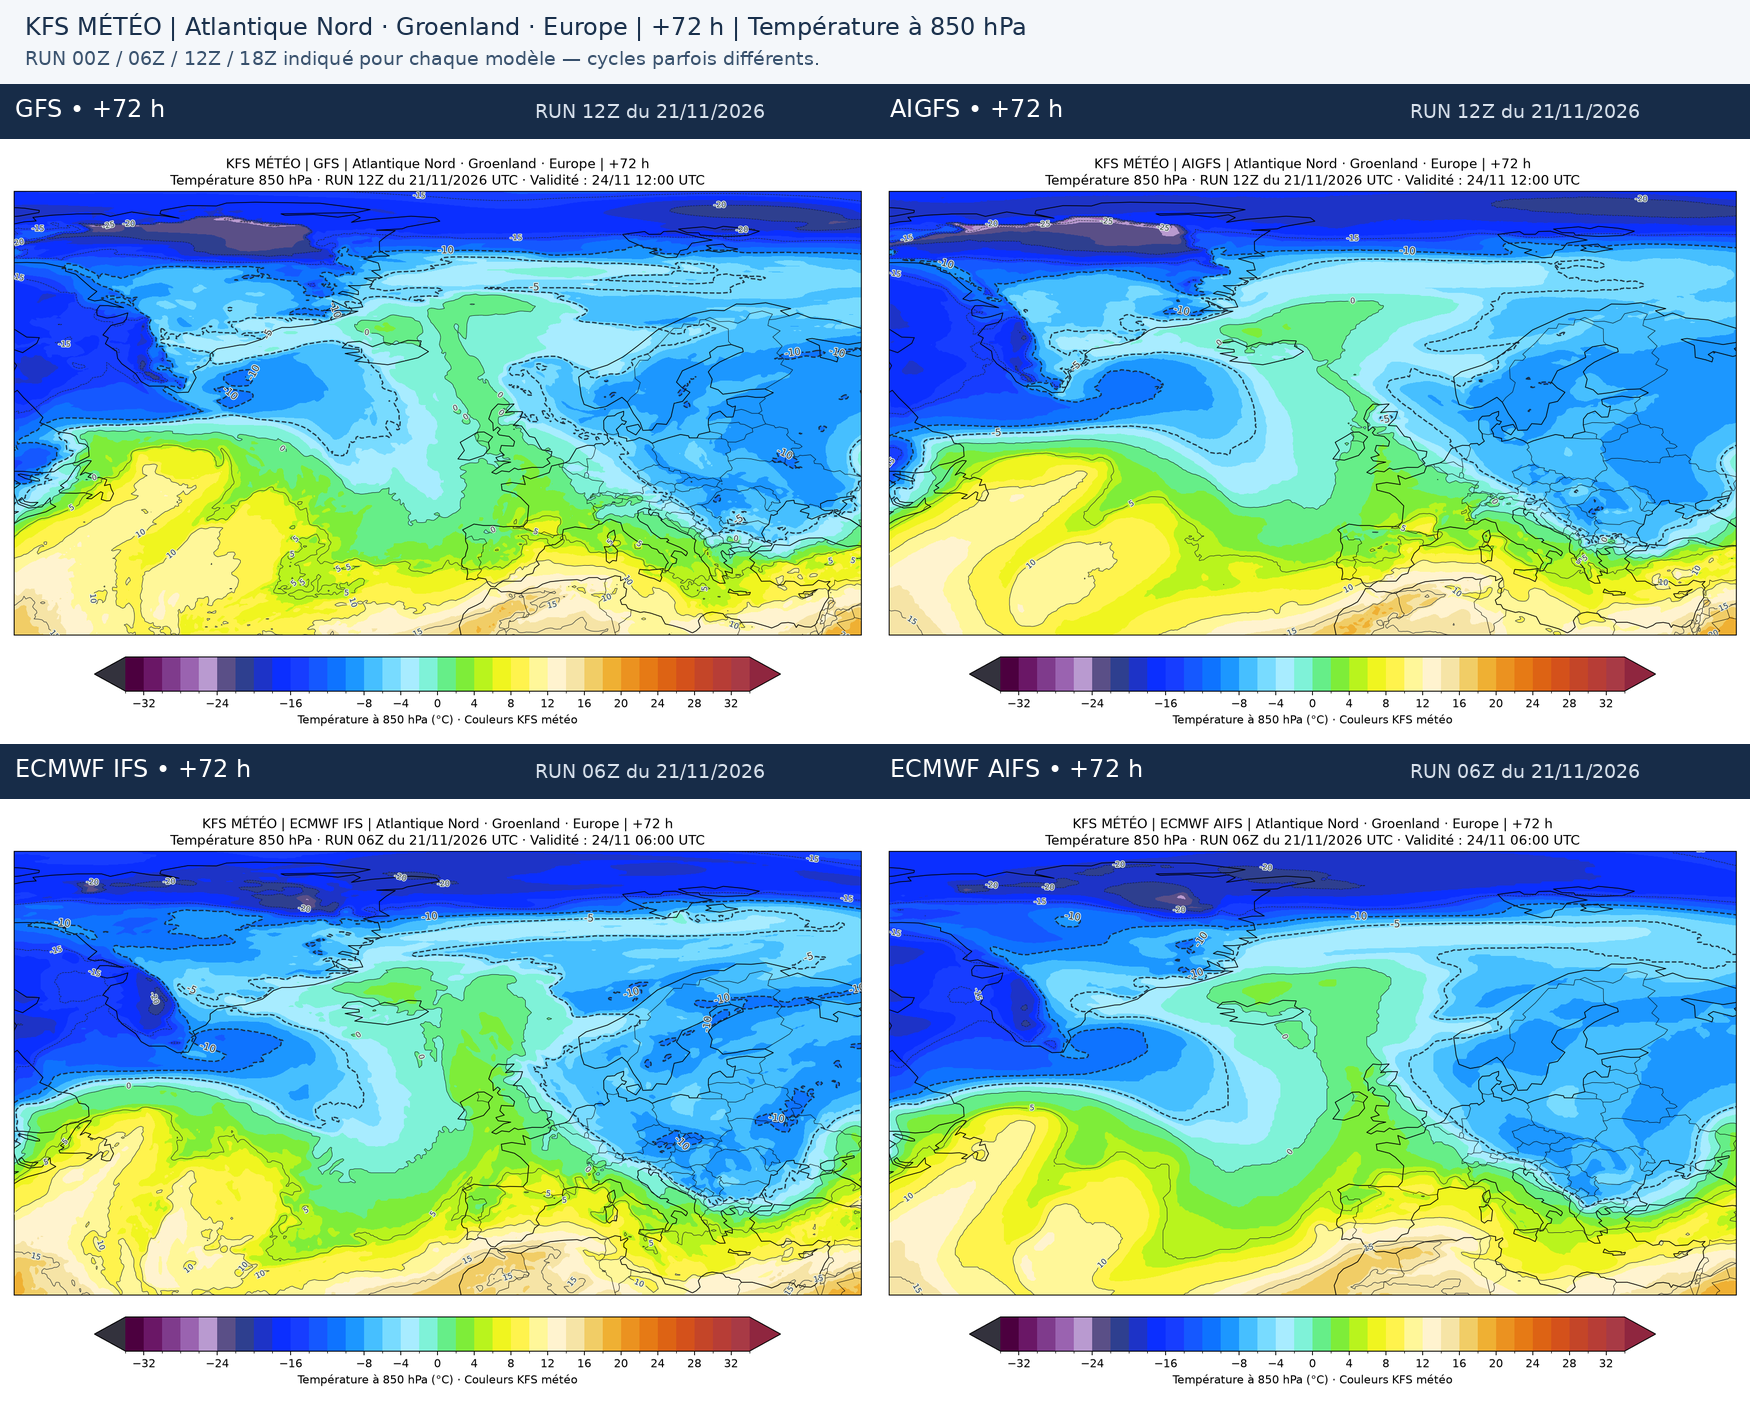 KFS MÉTÉO | Atlantique Nord · Groenland · Europe | +72 h | Température à 850 hPa
RUN 00Z / 06Z / 12Z / 18Z indiqué pour chaque modèle — cycles parfois différents.
GFS • +72 h
RUN 12Z du 21/11/2026
KFS MÉTÉO | GFS | Atlantique Nord · Groenland · Europe | +72 h
Température 850 hPa · RUN 12Z du 21/11/2026 UTC · Validité : 24/11 12:00 UTC
−32 −24 −16 −8 −4 0 4 8 12 16 20 24 28 32
Température à 850 hPa (°C) · Couleurs KFS météo
AIGFS • +72 h
RUN 12Z du 21/11/2026
KFS MÉTÉO | AIGFS | Atlantique Nord · Groenland · Europe | +72 h
Température 850 hPa · RUN 12Z du 21/11/2026 UTC · Validité : 24/11 12:00 UTC
−32 −24 −16 −8 −4 0 4 8 12 16 20 24 28 32
Température à 850 hPa (°C) · Couleurs KFS météo
ECMWF IFS • +72 h
RUN 06Z du 21/11/2026
KFS MÉTÉO | ECMWF IFS | Atlantique Nord · Groenland · Europe | +72 h
Température 850 hPa · RUN 06Z du 21/11/2026 UTC · Validité : 24/11 06:00 UTC
−32 −24 −16 −8 −4 0 4 8 12 16 20 24 28 32
Température à 850 hPa (°C) · Couleurs KFS météo
ECMWF AIFS • +72 h
RUN 06Z du 21/11/2026
KFS MÉTÉO | ECMWF AIFS | Atlantique Nord · Groenland · Europe | +72 h
Température 850 hPa · RUN 06Z du 21/11/2026 UTC · Validité : 24/11 06:00 UTC
−32 −24 −16 −8 −4 0 4 8 12 16 20 24 28 32
Température à 850 hPa (°C) · Couleurs KFS météo